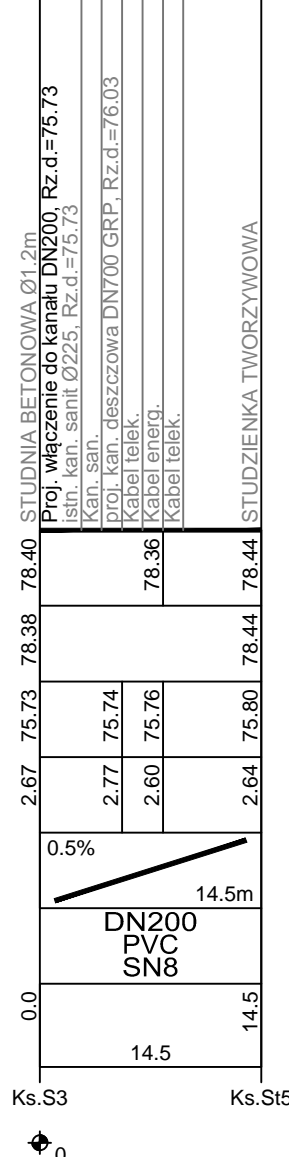 STUDNIA BETONOWA Ø1.2m
Proj. włączenie do kanału DN200, Rz.d.=75.73
istn. kan. sanit Ø225, Rz.d.=75.73
Kan. san.
proj. kan. deszczowa DN700 GRP, Rz.d.=76.03
Kabel telek.
Kabel energ.
Kabel telek.
STUDZIENKA TWORZYWOWA
78.40 78.36 78.44
78.38 78.44
75.73 75.74 75.76 75.80
2.67 2.77 2.60 2.64
0.5%
14.5m
DN200
PVC
SN8
0.0 14.5
14.5
Ks.S3 Ks.St5
0